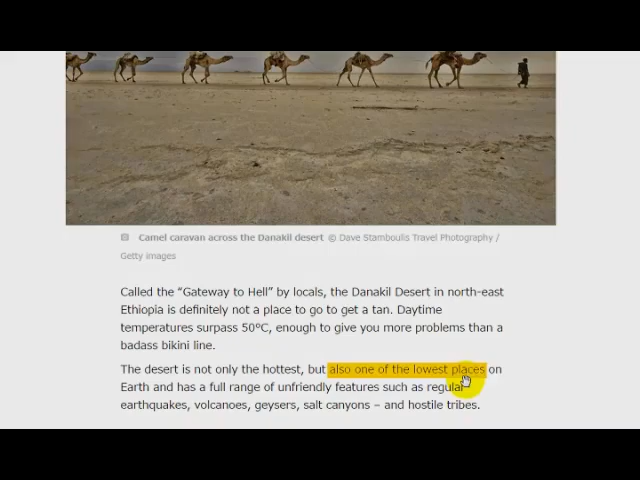 Camel caravan across the Danakil desert © Dave Stamboulis Travel Photography /
Getty Images
Called the “Gateway to Hell” by locals, the Danakil Desert in north-east
Ethiopia is definitely not a place to go to get a tan. Daytime
temperatures surpass 50ºC, enough to give you more problems than a
badass bikini line.
The desert is not only the hottest, but also one of the lowest places on
Earth and has a full range of unfriendly features such as regular
earthquakes, volcanoes, geysers, salt canyons – and hostile tribes.